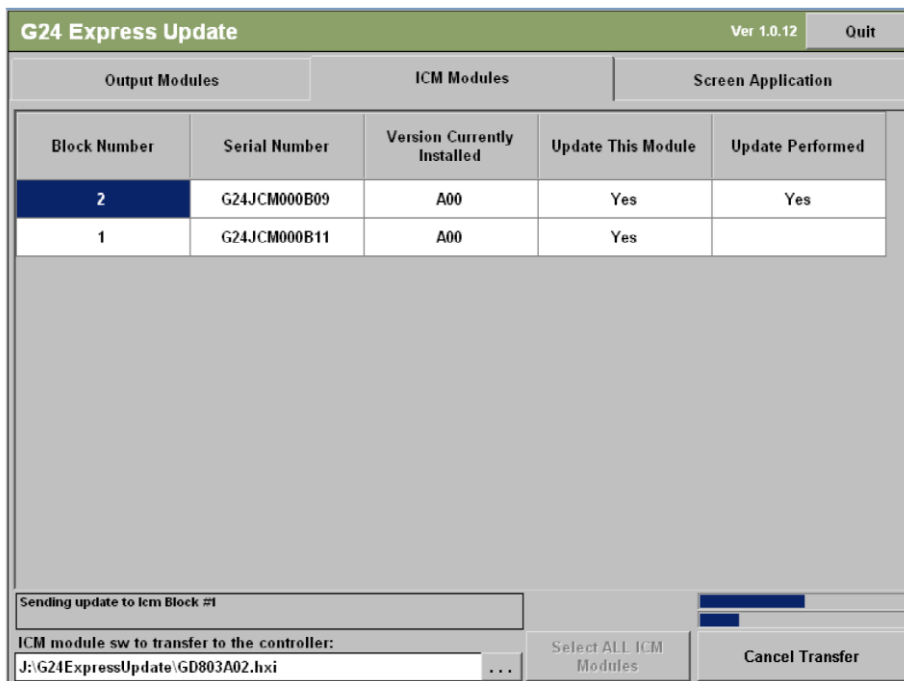 G24 Express Update
Ver 1.0.12
Quit
Output Modules
ICM Modules
Screen Application
Block Number
Serial Number
Version Currently
Installed
Update This Module
Update Performed
2
G24JCM000B09
A00
Yes
Yes
1
G24JCM000B11
A00
Yes
Sending update to Icm Block #1
ICM module sw to transfer to the controller:
J:\G24ExpressUpdate\GD803A02.hxi
...
Select ALL ICM
Modules
Cancel Transfer